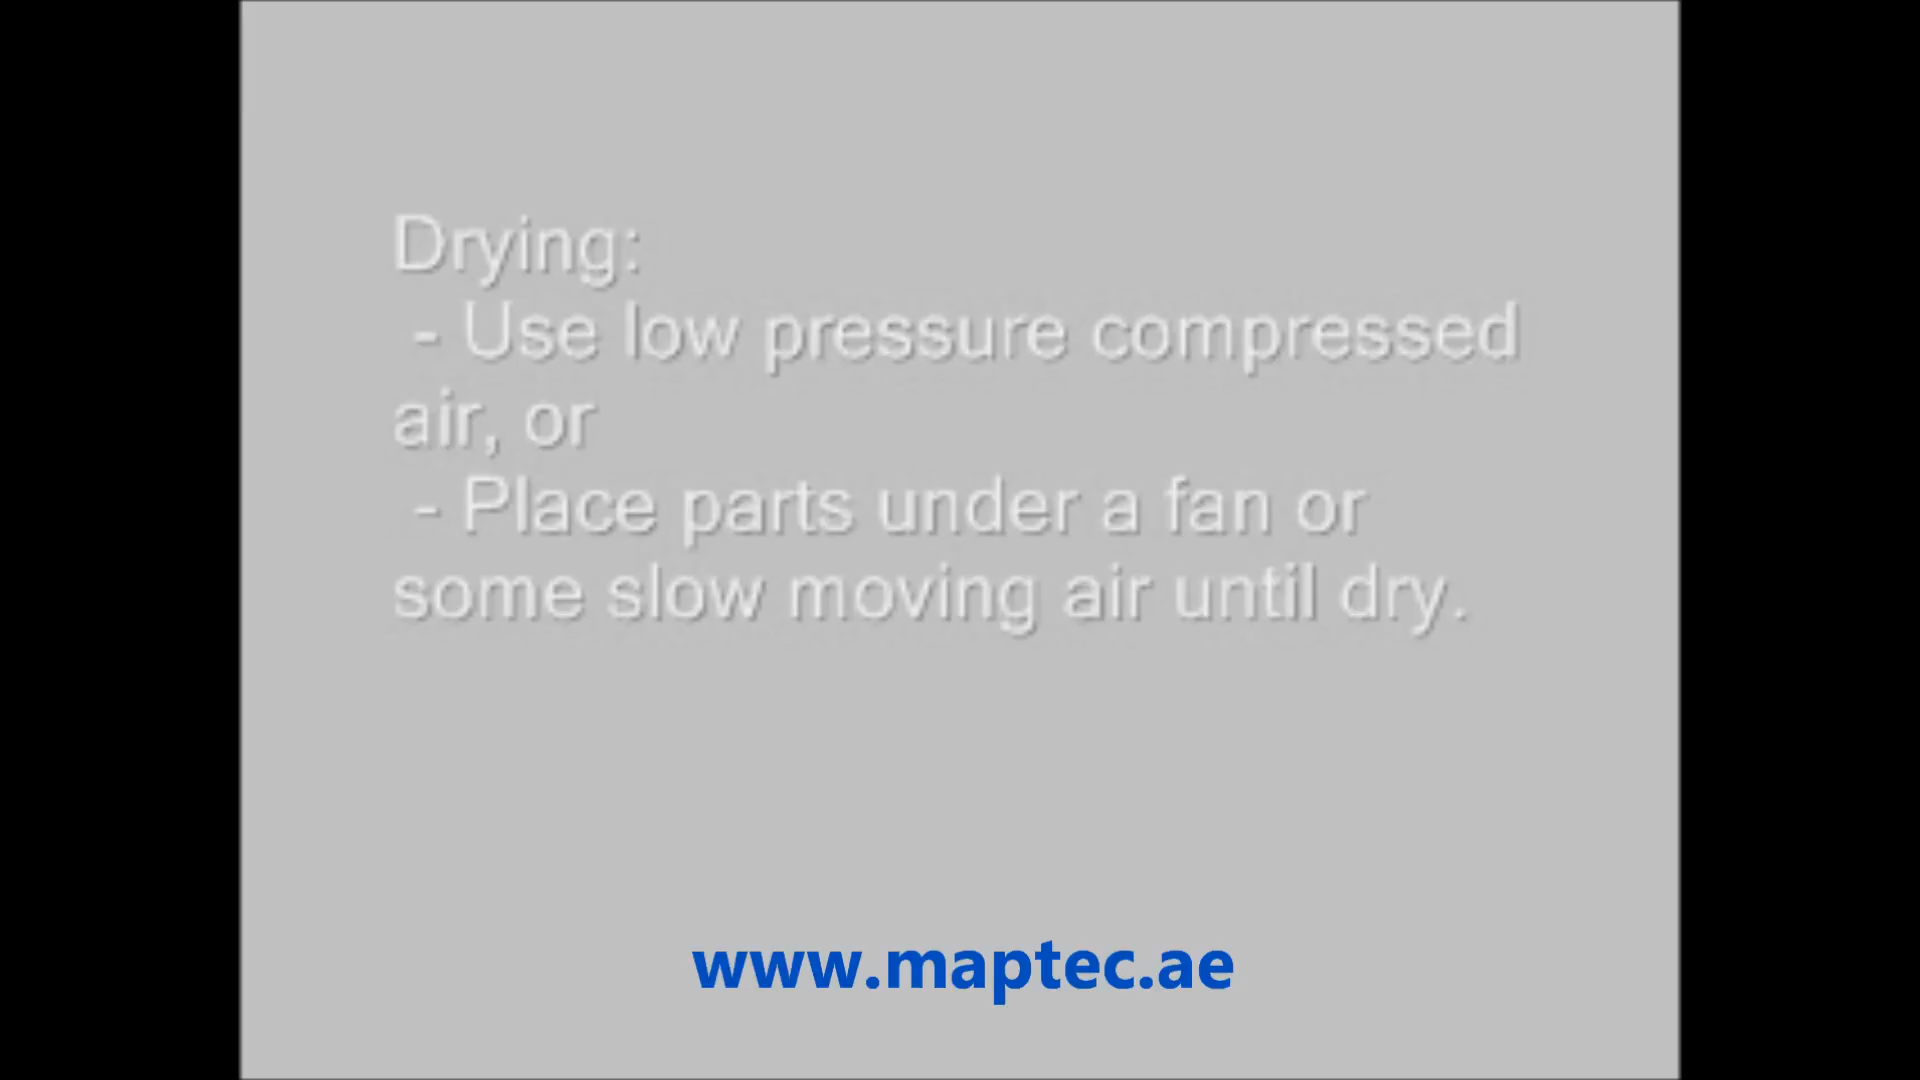 Drying:
- Use low pressure compressed
air, or
- Place parts under a fan or
some slow moving air until dry.
www.maptec.ae